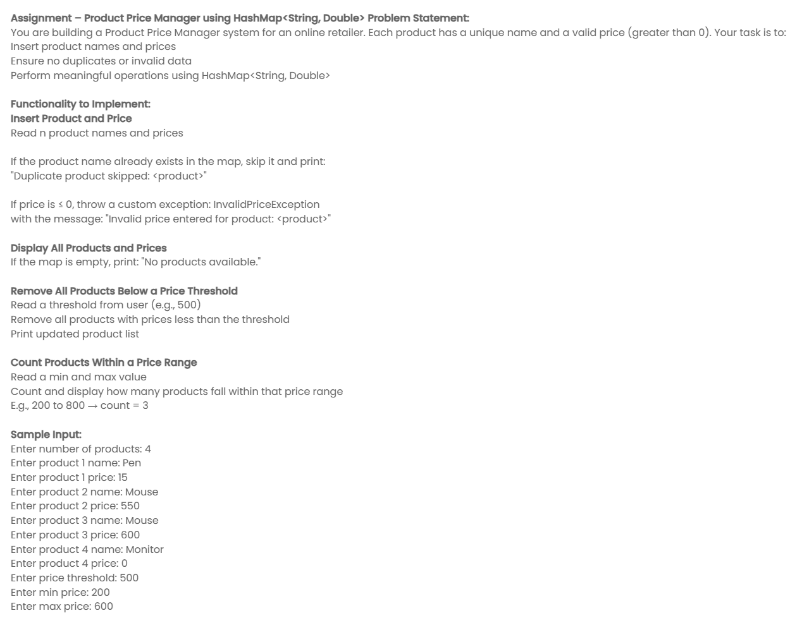 Assignment – Product Price Manager using HashMap<String, Double> Problem Statement:
You are building a Product Price Manager system for an online retailer. Each product has a unique name and a valid price (greater than 0). Your task is to:
Insert product names and prices
Ensure no duplicates or invalid data
Perform meaningful operations using HashMap<String, Double>

Functionality to Implement:
Insert Product and Price
Read n product names and prices

If the product name already exists in the map, skip it and print:
"Duplicate product skipped: <product>"

If price is ≤ 0, throw a custom exception: InvalidPriceException
with the message: "Invalid price entered for product: <product>"

Display All Products and Prices
If the map is empty, print: "No products available."

Remove All Products Below a Price Threshold
Read a threshold from user (e.g., 500)
Remove all products with prices less than the threshold
Print updated product list

Count Products Within a Price Range
Read a min and max value
Count and display how many products fall within that price range
E.g., 200 to 800 → count = 3

Sample Input:
Enter number of products: 4
Enter product 1 name: Pen
Enter product 1 price: 15
Enter product 2 name: Mouse
Enter product 2 price: 550
Enter product 3 name: Mouse
Enter product 3 price: 600
Enter product 4 name: Monitor
Enter product 4 price: 0
Enter price threshold: 500
Enter min price: 200
Enter max price: 600